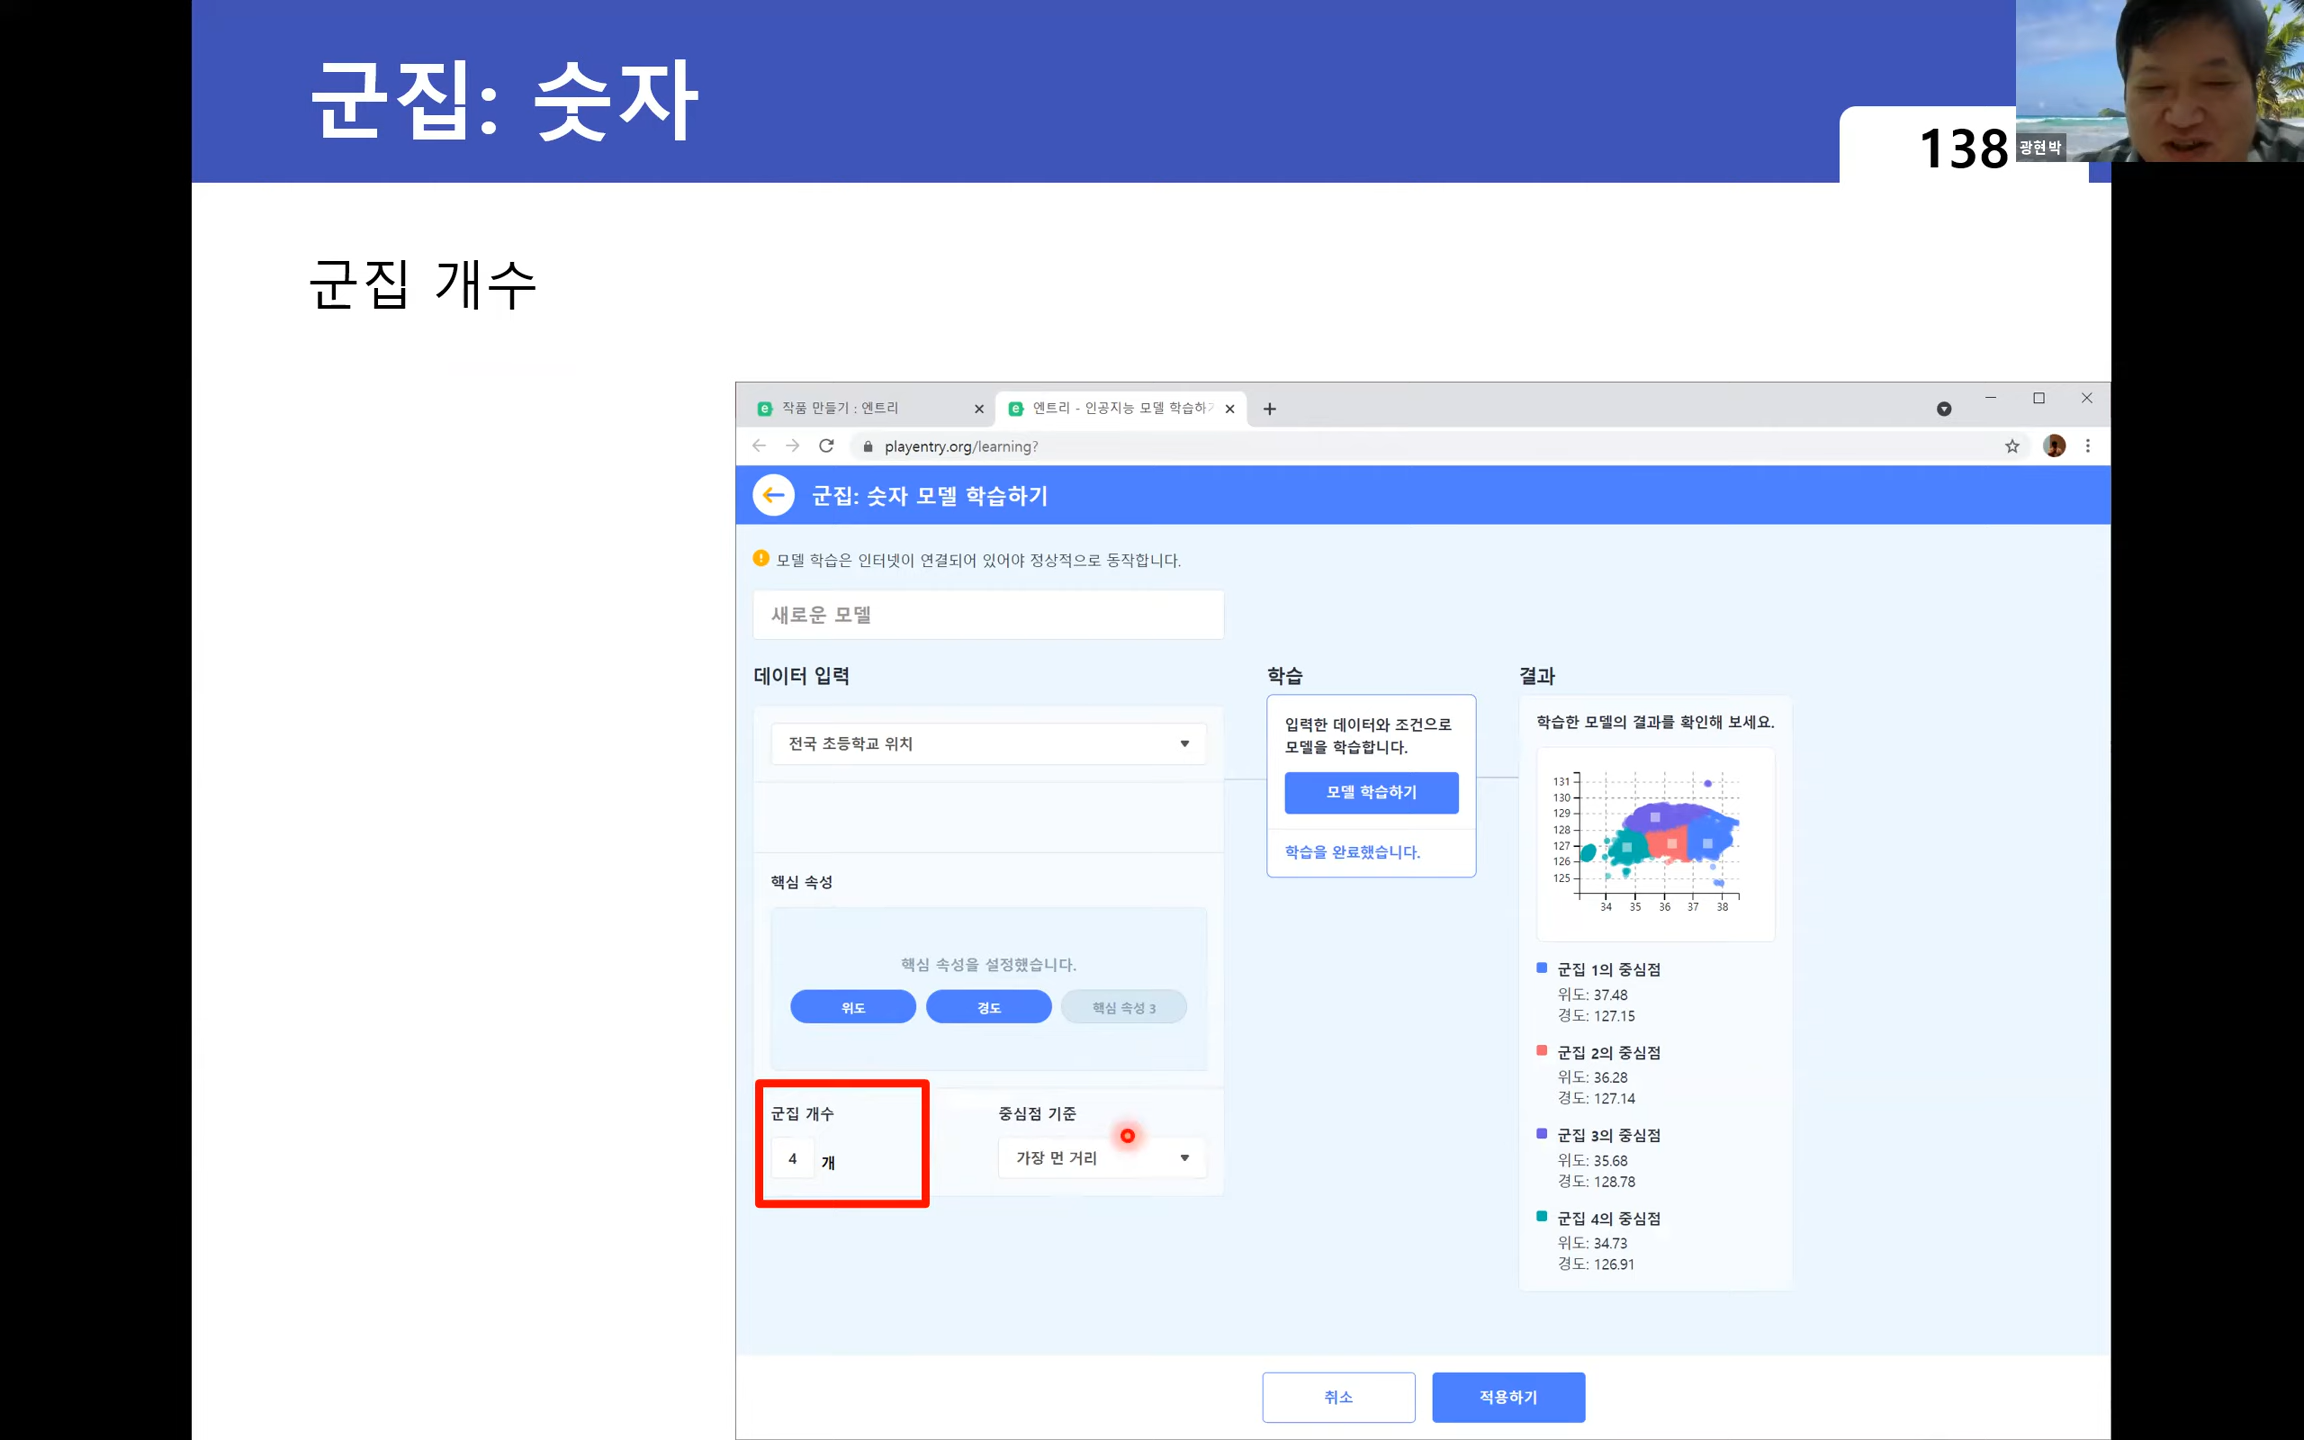 군집: 숫자
138
광현박
군집 개수
작품 만들기 : 엔트리
엔트리 - 인공지능 모델 학습하기
playentry.org/learning?
군집: 숫자 모델 학습하기
모델 학습은 인터넷이 연결되어 있어야 정상적으로 동작합니다.
새로운 모델
데이터 입력
전국 초등학교 위치
핵심 속성
핵심 속성을 설정했습니다.
위도
경도
핵심 속성 3
군집 개수
4 개
중심점 기준
가장 먼 거리
학습
입력한 데이터와 조건으로
모델을 학습합니다.
모델 학습하기
학습을 완료했습니다.
결과
학습한 모델의 결과를 확인해 보세요.
131
130
129
128
127
126
125
34 35 36 37 38
군집 1의 중심점
위도: 37.48
경도: 127.15
군집 2의 중심점
위도: 36.28
경도: 127.14
군집 3의 중심점
위도: 35.68
경도: 128.78
군집 4의 중심점
위도: 34.73
경도: 126.91
취소
적용하기